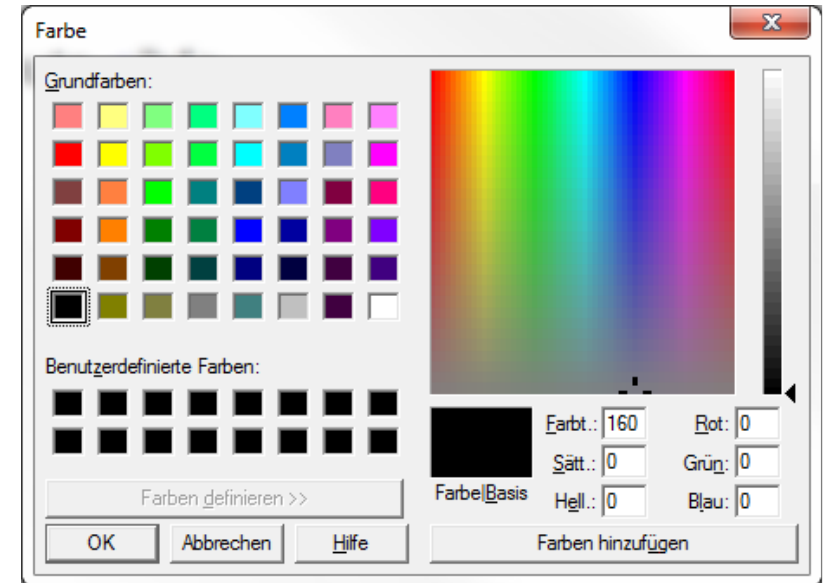 Farbe
Grundfarben:
Benutzerdefinierte Farben:
Farben definieren >>
OK Abbrechen Hilfe
Farbe|Basis
Farbt.: 160 Rot: 0
Sätt.: 0 Grün: 0
Hell.: 0 Blau: 0
Farben hinzufügen